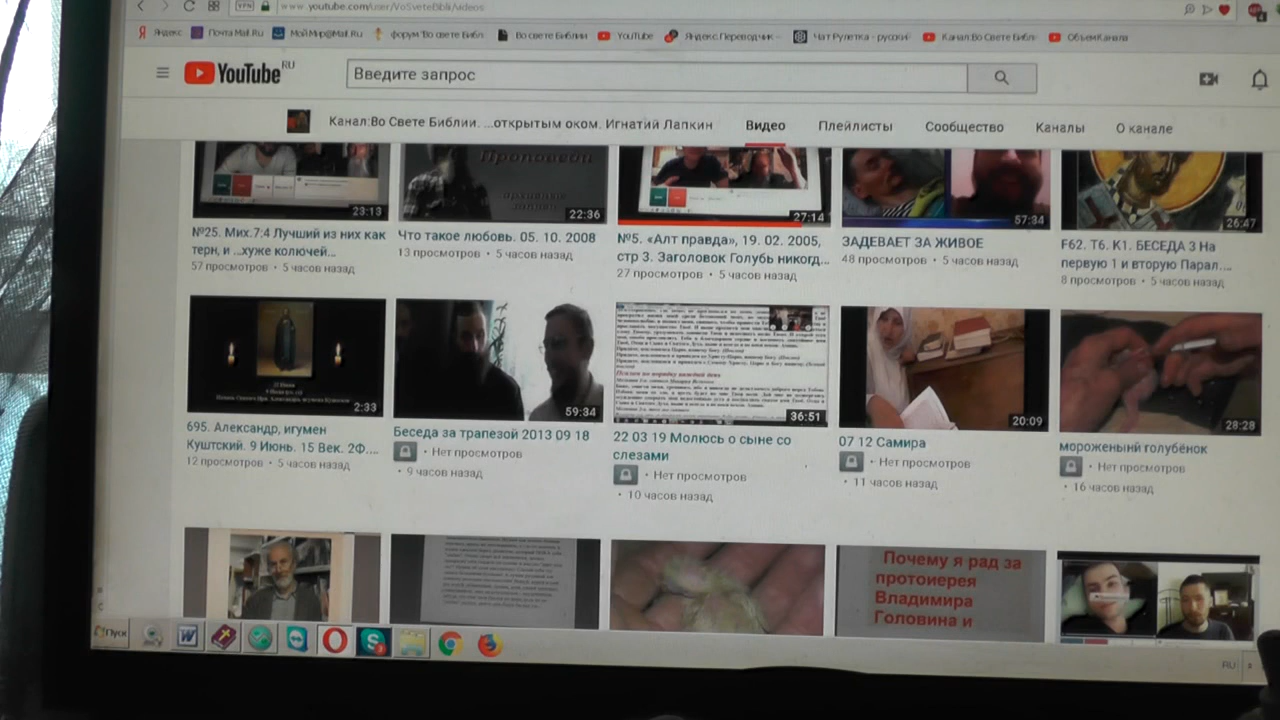 VPN www.youtube.com/user/VoSveteBibli/videos
Яндекс Почта Mail.Ru Мой Мир@Mail.Ru форум "Во свете Библ Во свете Библии YouTube Яндекс.Переводчик – Чат Рулетка - русски Канал:Во Свете Библ ОбъемКанала
YouTube RU Введите запрос
Канал:Во Свете Библии. ...открытым оком. Игнатий Лапкин Видео Плейлисты Сообщество Каналы О канале
Проповеди
23:13 22:36 27:14 57:34 26:47
№25. Мих.7:4 Лучший из них как
терн, и ...хуже колючей...
57 просмотров • 5 часов назад
Что такое любовь. 05. 10. 2008
13 просмотров • 5 часов назад
№5. «Алт правда», 19. 02. 2005,
стр 3. Заголовок Голубь никогд...
27 просмотров • 5 часов назад
ЗАДЕВАЕТ ЗА ЖИВОЕ
48 просмотров • 5 часов назад
F62. Т6. К1. БЕСЕДА 3 На
первую 1 и вторую Парал....
8 просмотров • 5 часов назад
2:33 59:34 36:51 20:09 28:28
695. Александр, игумен
Куштский. 9 Июнь. 15 Век. 2Ф....
12 просмотров • 5 часов назад
Беседа за трапезой 2013 09 18
• Нет просмотров
• 9 часов назад
22 03 19 Молюсь о сыне со
слезами
• Нет просмотров
• 10 часов назад
07 12 Самира
• Нет просмотров
• 11 часов назад
мороженынй голубёнок
• Нет просмотров
• 16 часов назад
Почему я рад за
протоиерея
Владимира
Головина и
Пуск
RU